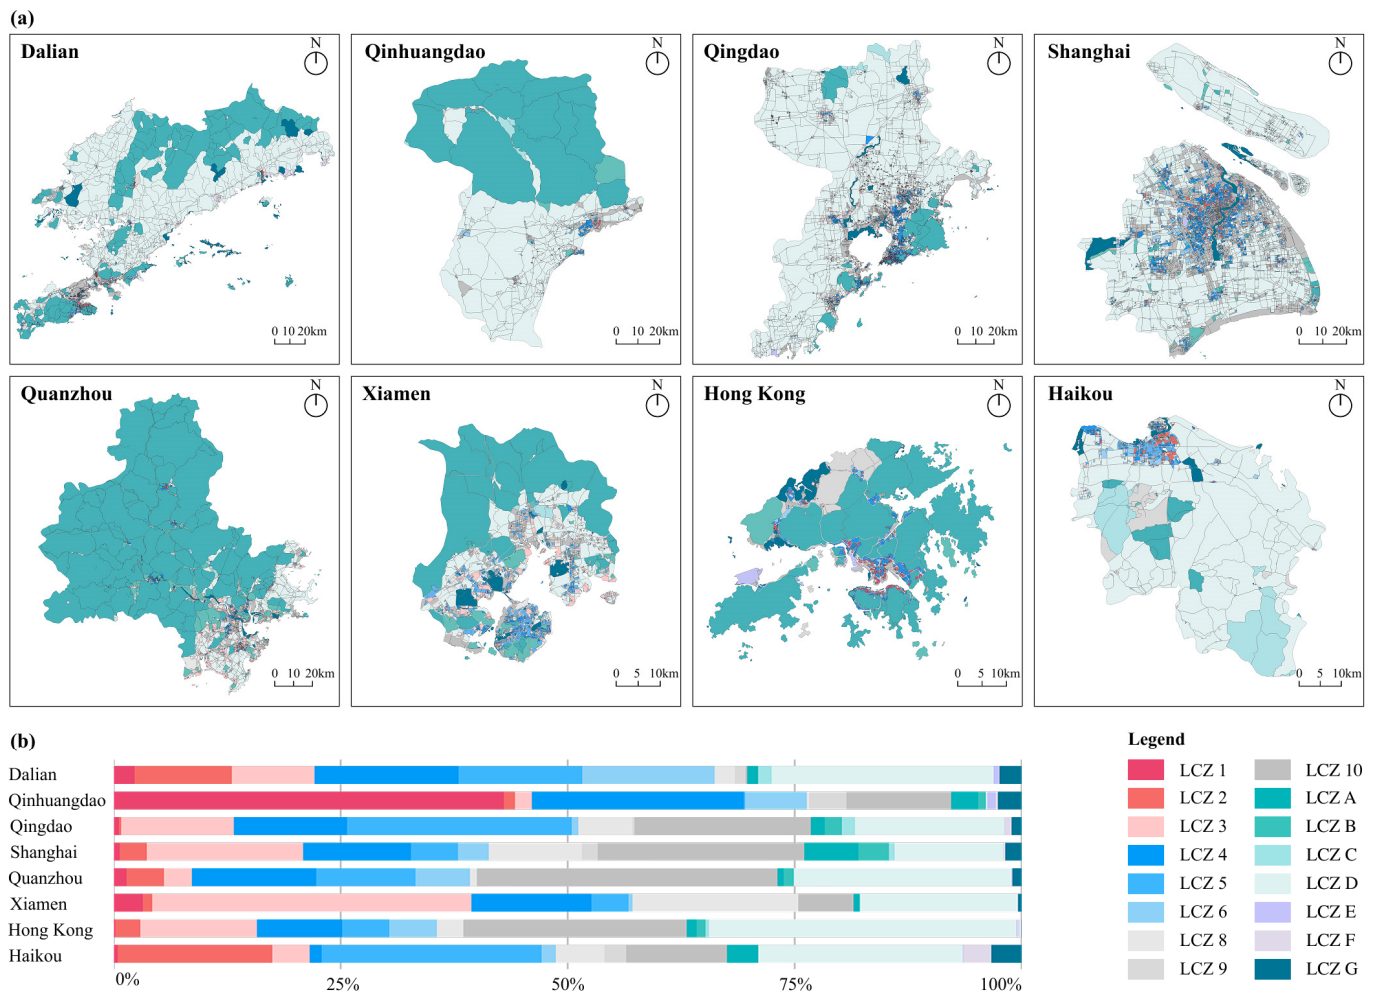 (a)
Dalian
N
0 10 20km
Qinhuangdao
N
0 10 20km
Qingdao
N
0 10 20km
Shanghai
N
0 10 20km
Quanzhou
N
0 10 20km
Xiamen
N
0 5 10km
Hong Kong
N
0 5 10km
Haikou
N
0 5 10km
(b)
Dalian
Qinhuangdao
Qingdao
Shanghai
Quanzhou
Xiamen
Hong Kong
Haikou
0% 25% 50% 75% 100%
Legend
LCZ 1 LCZ 10
LCZ 2 LCZ A
LCZ 3 LCZ B
LCZ 4 LCZ C
LCZ 5 LCZ D
LCZ 6 LCZ E
LCZ 8 LCZ F
LCZ 9 LCZ G